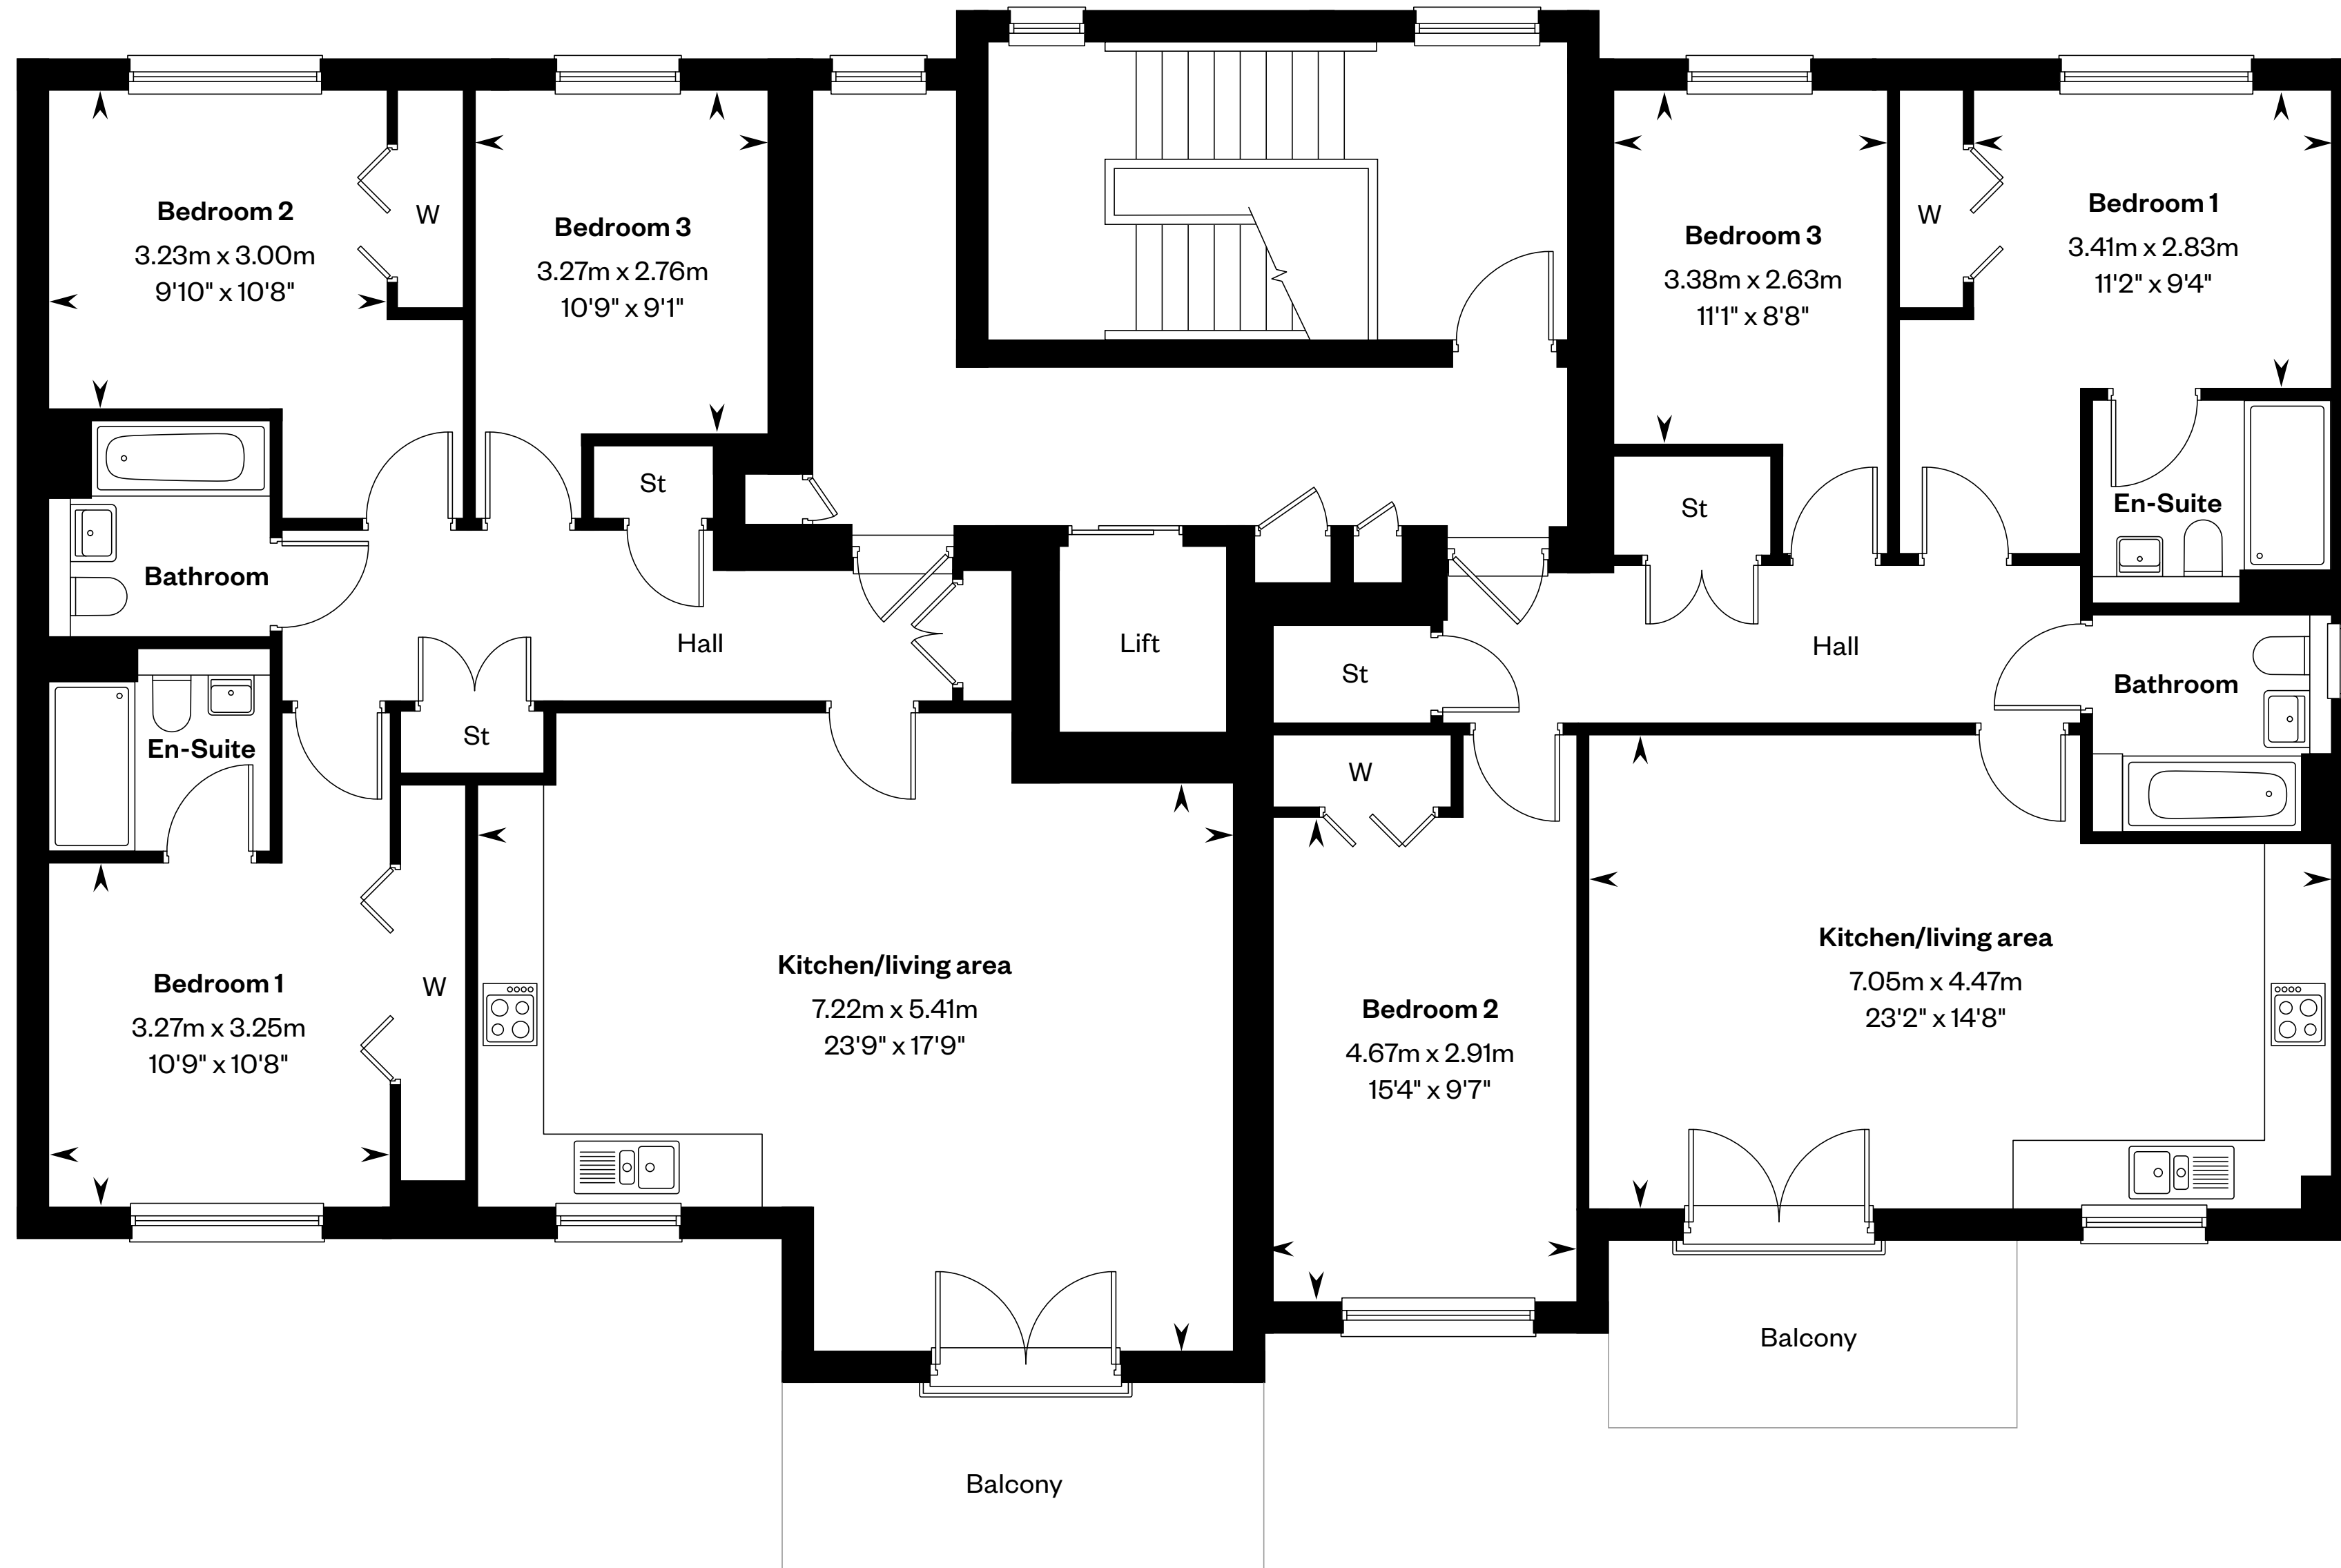 Bedroom 2
3.23m x 3.00m
9'10" x 10'8"
W
Bedroom 3
3.27m x 2.76m
10'9" x 9'1"
St
Bathroom
Hall
En-Suite
St
Bedroom 1
3.27m x 3.25m
10'9" x 10'8"
W
Kitchen/living area
7.22m x 5.41m
23'9" x 17'9"
Balcony
Lift
Bedroom 3
3.38m x 2.63m
11'1" x 8'8"
W
Bedroom 1
3.41m x 2.83m
11'2" x 9'4"
St
En-Suite
Hall
St
Bathroom
W
Bedroom 2
4.67m x 2.91m
15'4" x 9'7"
Kitchen/living area
7.05m x 4.47m
23'2" x 14'8"
Balcony